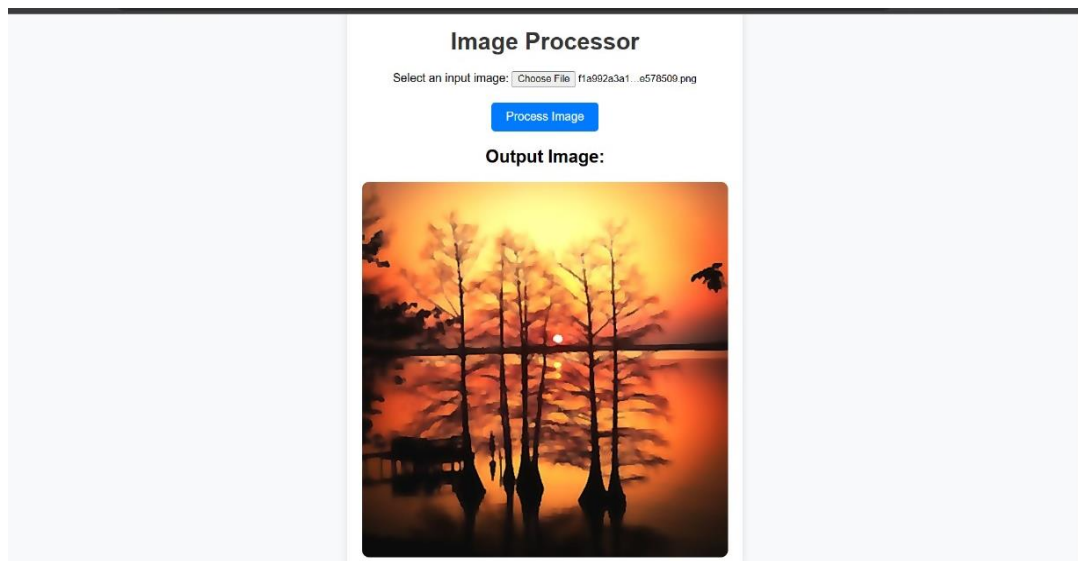 Image Processor
Select an input image: Choose File f1a992a3a1...e578509.png
Process Image
Output Image: